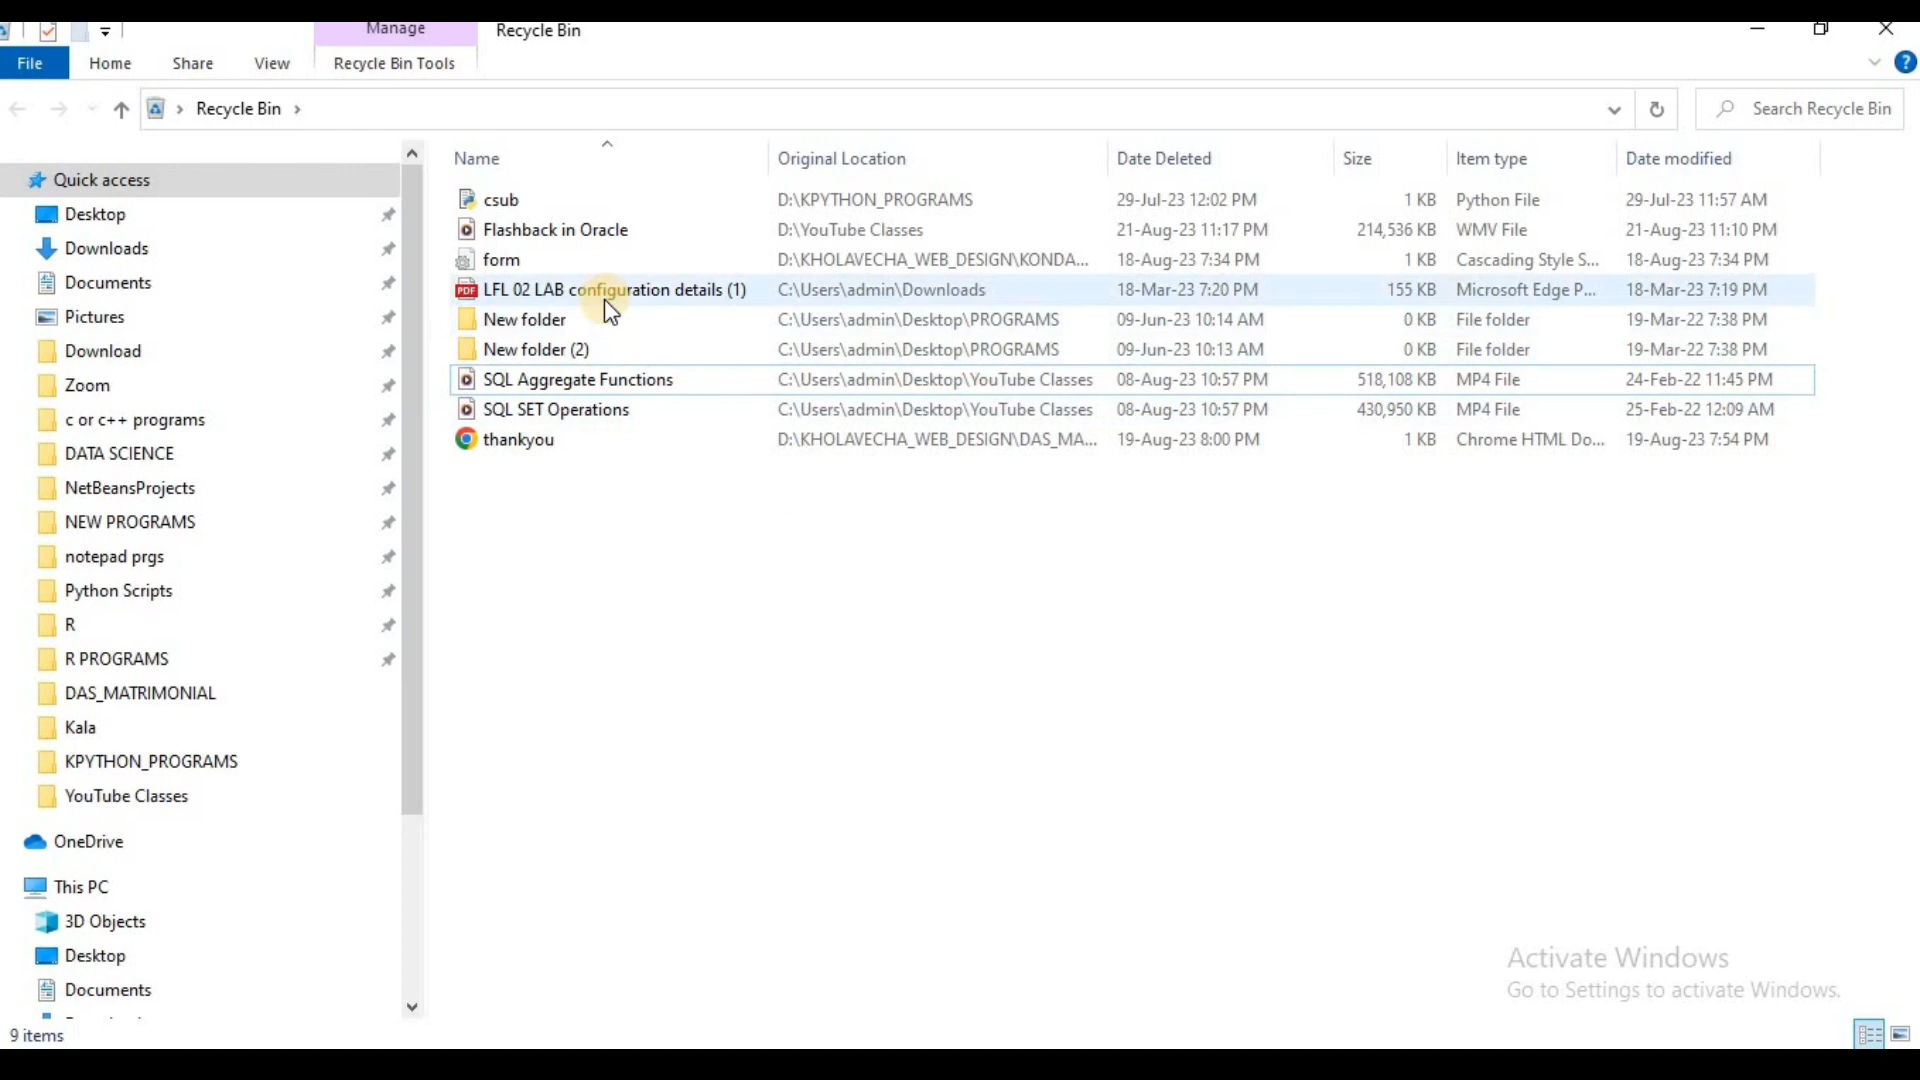 Manage
Recycle Bin
File
Home
Share
View
Recycle Bin Tools
?
Recycle Bin
Search Recycle Bin
Name Original Location Date Deleted Size Item type Date modified
csub D:\KPYTHON_PROGRAMS 29-Jul-23 12:02 PM 1 KB Python File 29-Jul-23 11:57 AM
Flashback in Oracle D:\YouTube Classes 21-Aug-23 11:17 PM 214,536 KB WMV File 21-Aug-23 11:10 PM
form D:\KHOLAVECHA_WEB_DESIGN\KONDA... 18-Aug-23 7:34 PM 1 KB Cascading Style S... 18-Aug-23 7:34 PM
PDF LFL 02 LAB configuration details (1) C:\Users\admin\Downloads 18-Mar-23 7:20 PM 155 KB Microsoft Edge P... 18-Mar-23 7:19 PM
New folder C:\Users\admin\Desktop\PROGRAMS 09-Jun-23 10:14 AM 0 KB File folder 19-Mar-22 7:38 PM
New folder (2) C:\Users\admin\Desktop\PROGRAMS 09-Jun-23 10:13 AM 0 KB File folder 19-Mar-22 7:38 PM
SQL Aggregate Functions C:\Users\admin\Desktop\YouTube Classes 08-Aug-23 10:57 PM 518,108 KB MP4 File 24-Feb-22 11:45 PM
SQL SET Operations C:\Users\admin\Desktop\YouTube Classes 08-Aug-23 10:57 PM 430,950 KB MP4 File 25-Feb-22 12:09 AM
thankyou D:\KHOLAVECHA_WEB_DESIGN\DAS_MA... 19-Aug-23 8:00 PM 1 KB Chrome HTML Do... 19-Aug-23 7:54 PM
Quick access
Desktop
Downloads
Documents
Pictures
Download
Zoom
c or c++ programs
DATA SCIENCE
NetBeansProjects
NEW PROGRAMS
notepad prgs
Python Scripts
R
R PROGRAMS
DAS_MATRIMONIAL
Kala
KPYTHON_PROGRAMS
YouTube Classes
OneDrive
This PC
3D Objects
Desktop
Documents
Activate Windows
Go to Settings to activate Windows.
9 items